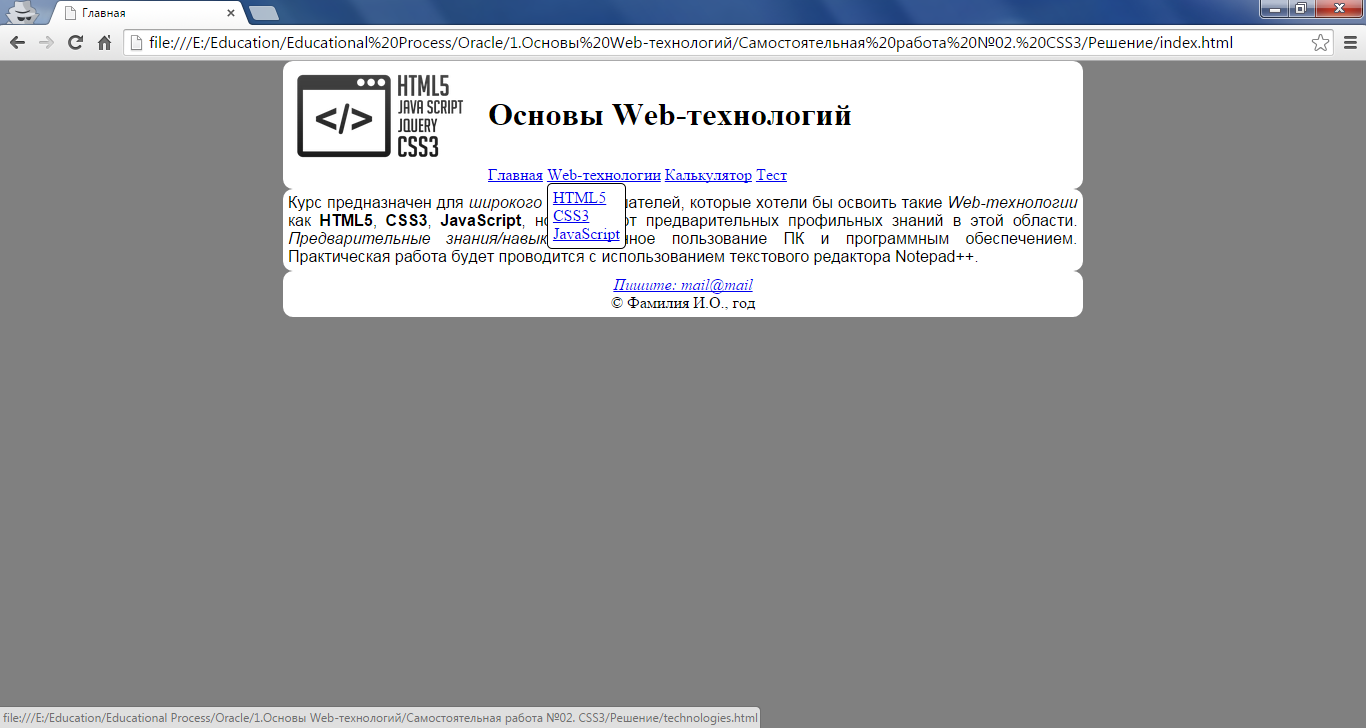 Главная
file:///E:/Education/Educational%20Process/Oracle/1.Основы%20Web-технологий/Самостоятельная%20работа%20№02.%20CSS3/Решение/index.html
</>
HTML5
JAVA SCRIPT
JQUERY
CSS3
Основы Web-технологий
Главная Web-технологии Калькулятор Тест
HTML5
CSS3
JavaScript
Курс предназначен для широкого ателей, которые хотели бы освоить такие Web-технологии
как HTML5, CSS3, JavaScript, от предварительных профильных знаний в этой области.
Предварительные знания/навык ное пользование ПК и программным обеспечением.
Практическая работа будет проводится с использованием текстового редактора Notepad++.
Пишите: mail@mail
© Фамилия И.О., год
file:///E:/Education/Educational Process/Oracle/1.Основы Web-технологий/Самостоятельная работа №02. CSS3/Решение/technologies.html